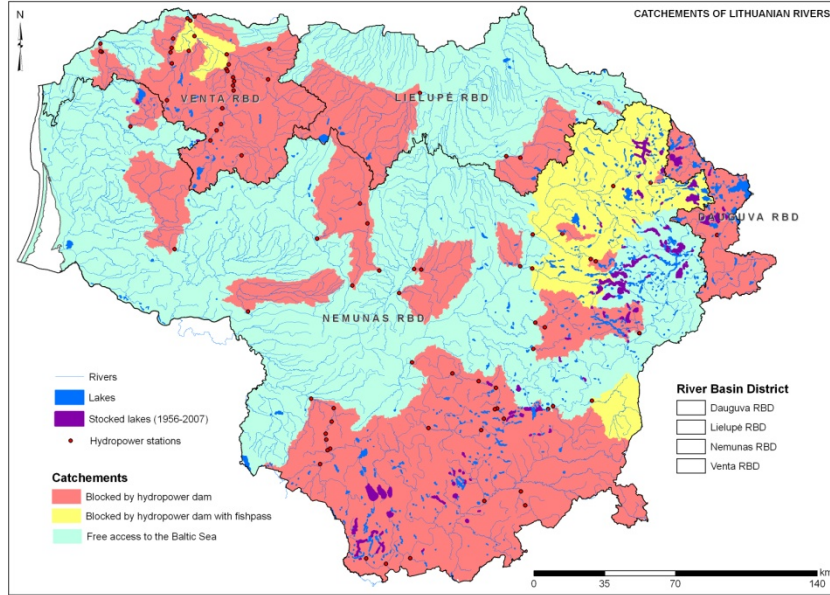 CATCHEMENTS OF LITHUANIAN RIVERS
N
VENTA RBD
LIELUPĖ RBD
DAUGUVA RBD
NEMUNAS RBD
Rivers
Lakes
Stocked lakes (1956-2007)
Hydropower stations
Catchements
Blocked by hydropower dam
Blocked by hydropower dam with fishpass
Free access to the Baltic Sea
River Basin District
Dauguva RBD
Lielupė RBD
Nemunas RBD
Venta RBD
km
0 35 70 140